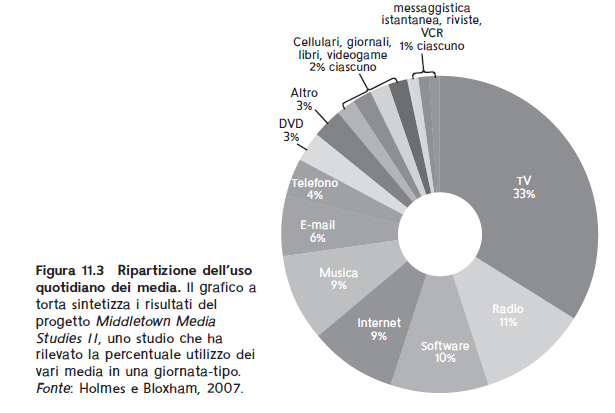 messaggistica
istantanea, riviste,
VCR
1% ciascuno
Cellulari, giornali,
libri, videogame
2% ciascuno
Altro
3%
DVD
3%
Telefono
4%
E-mail
6%
Musica
9%
Internet
9%
Software
10%
Radio
11%
TV
33%
Figura 11.3 Ripartizione dell'uso
quotidiano dei media. Il grafico a
torta sintetizza i risultati del
progetto Middletown Media
Studies II, uno studio che ha
rilevato la percentuale utilizzo dei
vari media in una giornata-tipo.
Fonte: Holmes e Bloxham, 2007.